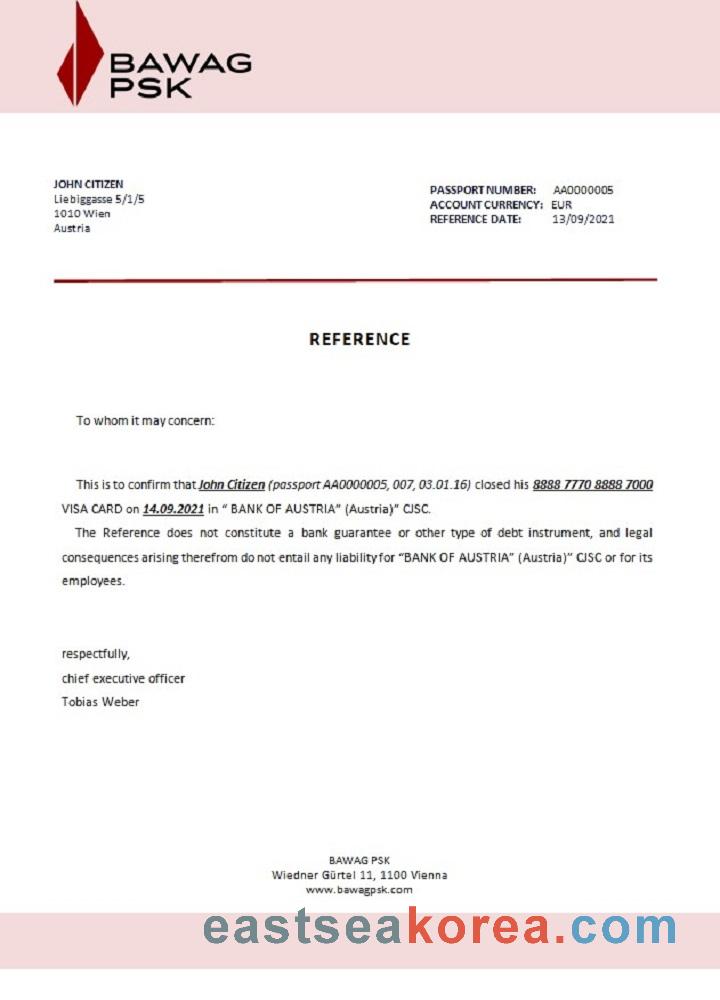 BAWAG
PSK
JOHN CITIZEN
Liebiggasse 5/1/5
1010 Wien
Austria
PASSPORT NUMBER: AA0000005
ACCOUNT CURRENCY: EUR
REFERENCE DATE: 13/09/2021
REFERENCE
To whom it may concern:
This is to confirm that John Citizen (passport AA0000005, 007, 03.01.16) closed his 8888 7770 8888 7000
VISA CARD on 14.09.2021 in “ BANK OF AUSTRIA” (Austria)” CJSC.
The Reference does not constitute a bank guarantee or other type of debt instrument, and legal
consequences arising therefrom do not entail any liability for “BANK OF AUSTRIA” (Austria)” CJSC or for its
employees.
respectfully,
chief executive officer
Tobias Weber
BAWAG PSK
Wiedner Gürtel 11, 1100 Vienna
www.bawagpsk.com
eastseakorea.com